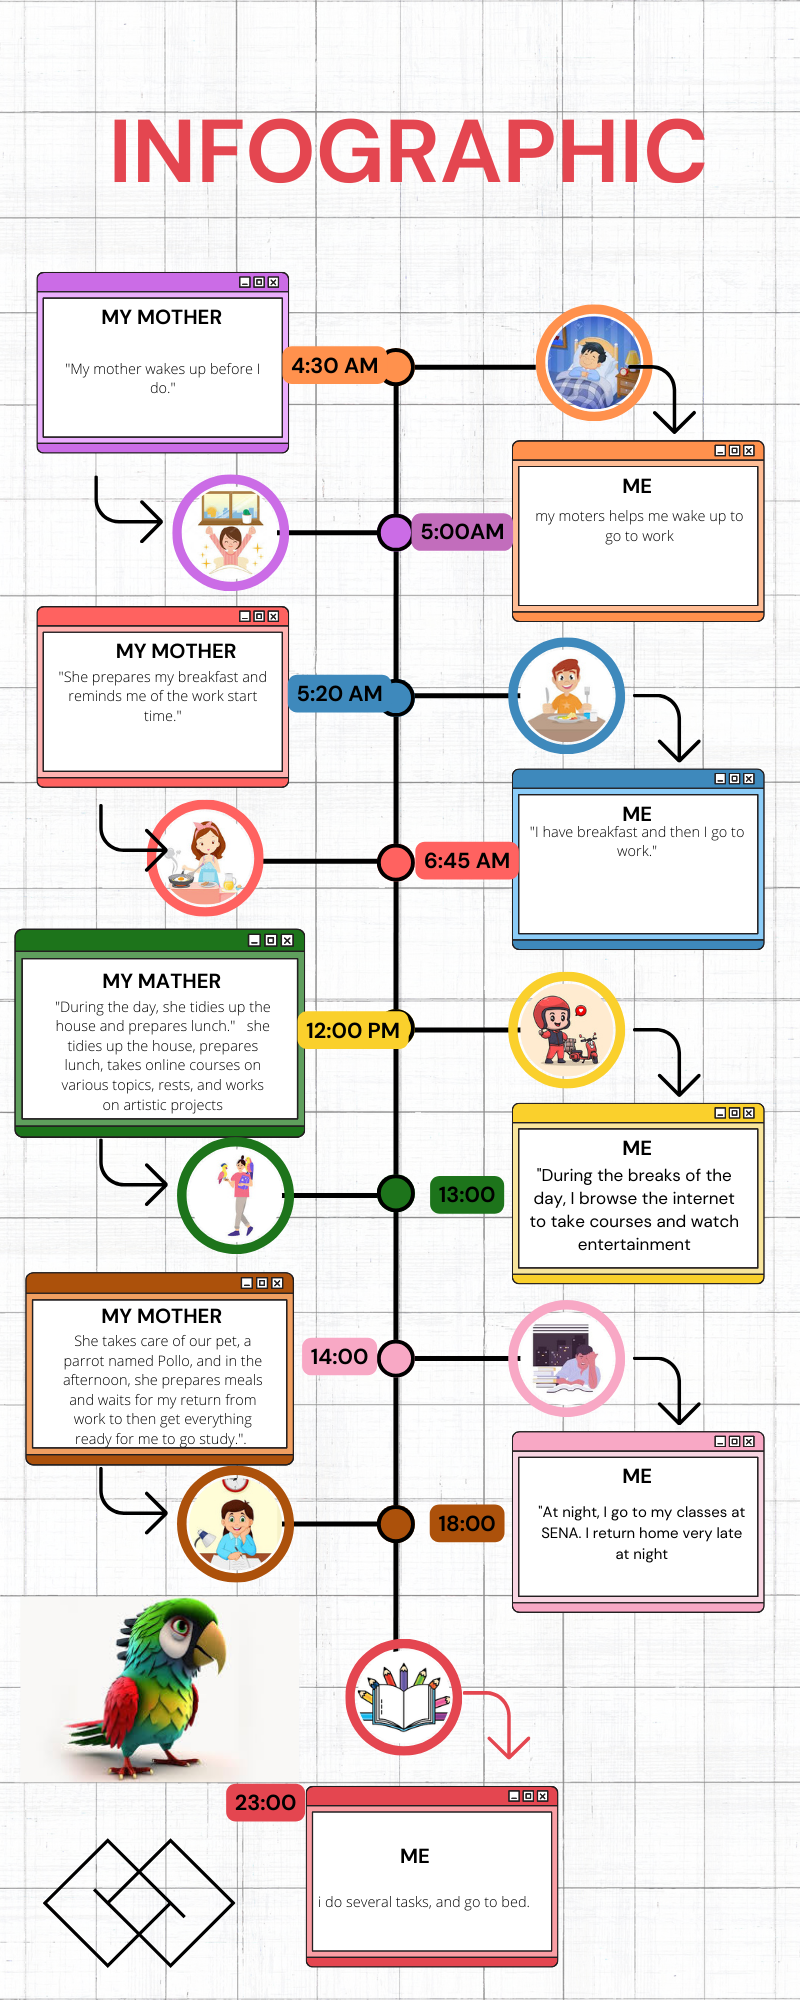 INFOGRAPHIC
MY MOTHER
"My mother wakes up before I
do."
4:30 AM
ME
my moters helps me wake up to
go to work
5:00AM
MY MOTHER
"She prepares my breakfast and
reminds me of the work start
time."
5:20 AM
ME
"I have breakfast and then I go to
work."
6:45 AM
MY MATHER
"During the day, she tidies up the
house and prepares lunch."   she
tidies up the house, prepares
lunch, takes online courses on
various topics, rests, and works
on artistic projects
12:00 PM
ME
"During the breaks of the
day, I browse the internet
to take courses and watch
entertainment
13:00
MY MOTHER
She takes care of our pet, a
parrot named Pollo, and in the
afternoon, she prepares meals
and waits for my return from
work to then get everything
ready for me to go study.".
14:00
ME
"At night, I go to my classes at
SENA. I return home very late
at night
18:00
23:00
ME
i do several tasks, and go to bed.